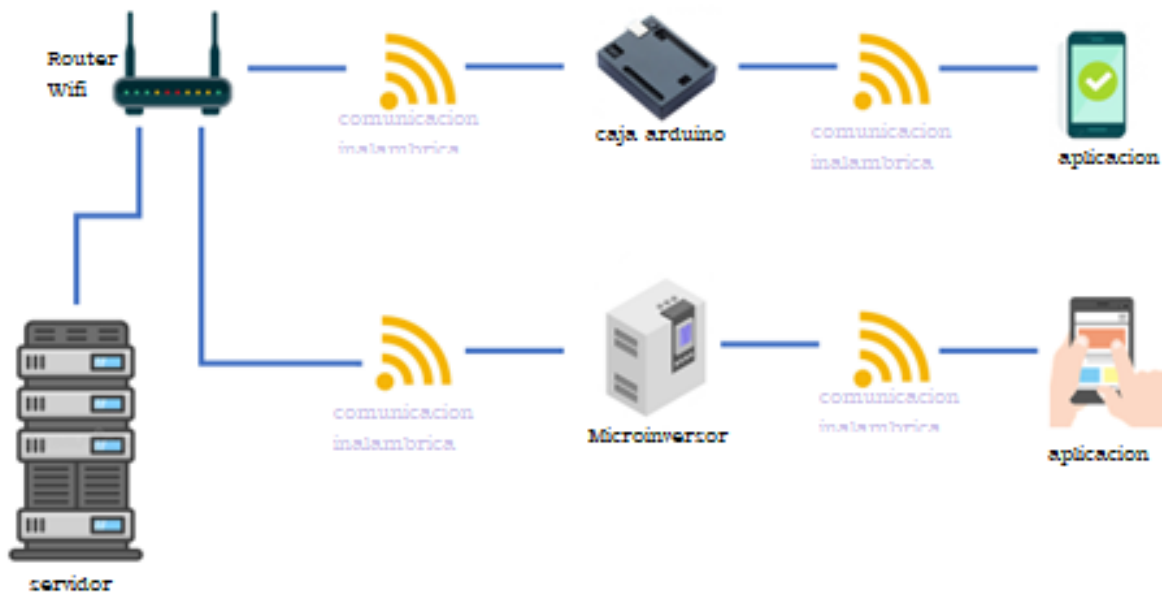 Router
Wifi
comunicacion
inalambrica
caja arduino
comunicacion
inalambrica
aplicacion
comunicacion
inalambrica
Microinversor
comunicacion
inalambrica
aplicacion
servidor